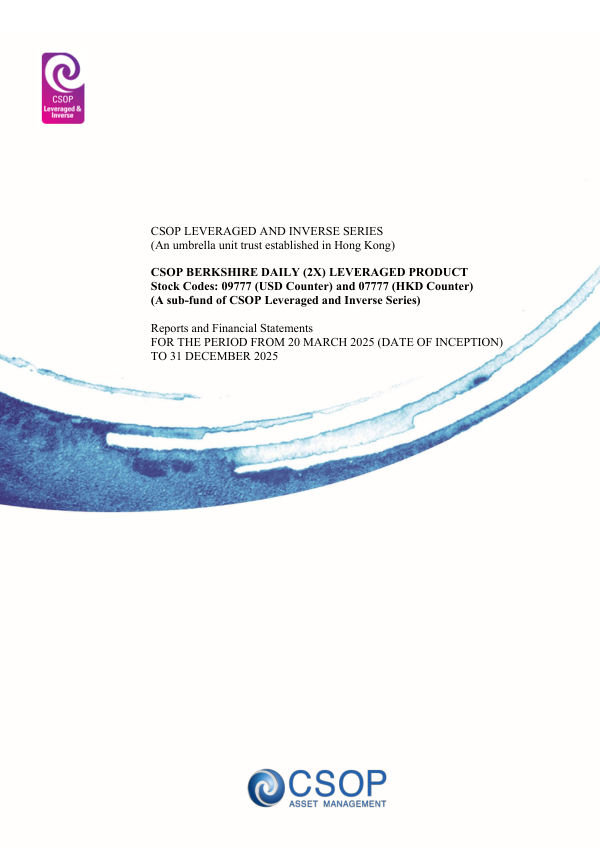 CSOP
Leveraged &
Inverse
CSOP LEVERAGED AND INVERSE SERIES
(An umbrella unit trust established in Hong Kong)
CSOP BERKSHIRE DAILY (2X) LEVERAGED PRODUCT
Stock Codes: 09777 (USD Counter) and 07777 (HKD Counter)
(A sub-fund of CSOP Leveraged and Inverse Series)
Reports and Financial Statements
FOR THE PERIOD FROM 20 MARCH 2025 (DATE OF INCEPTION)
TO 31 DECEMBER 2025
CSOP
ASSET MANAGEMENT